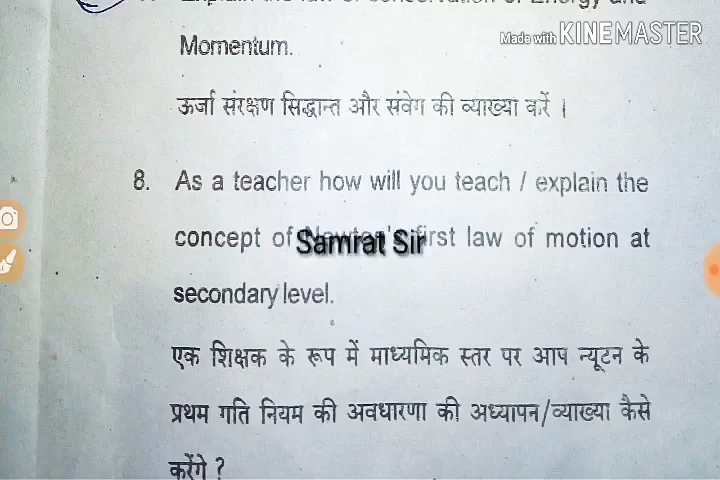 Momentum.
Made with KINEMASTER
ऊर्जा संरक्षण सिद्धान्त और संवेग की व्याख्या करें ।
8. As a teacher how will you teach / explain the
concept of Samrat Sir first law of motion at
secondary level.
एक शिक्षक के रूप में माध्यमिक स्तर पर आप न्यूटन के
प्रथम गति नियम की अवधारणा की अध्यापन/व्याख्या कैसे
करेंगे ?